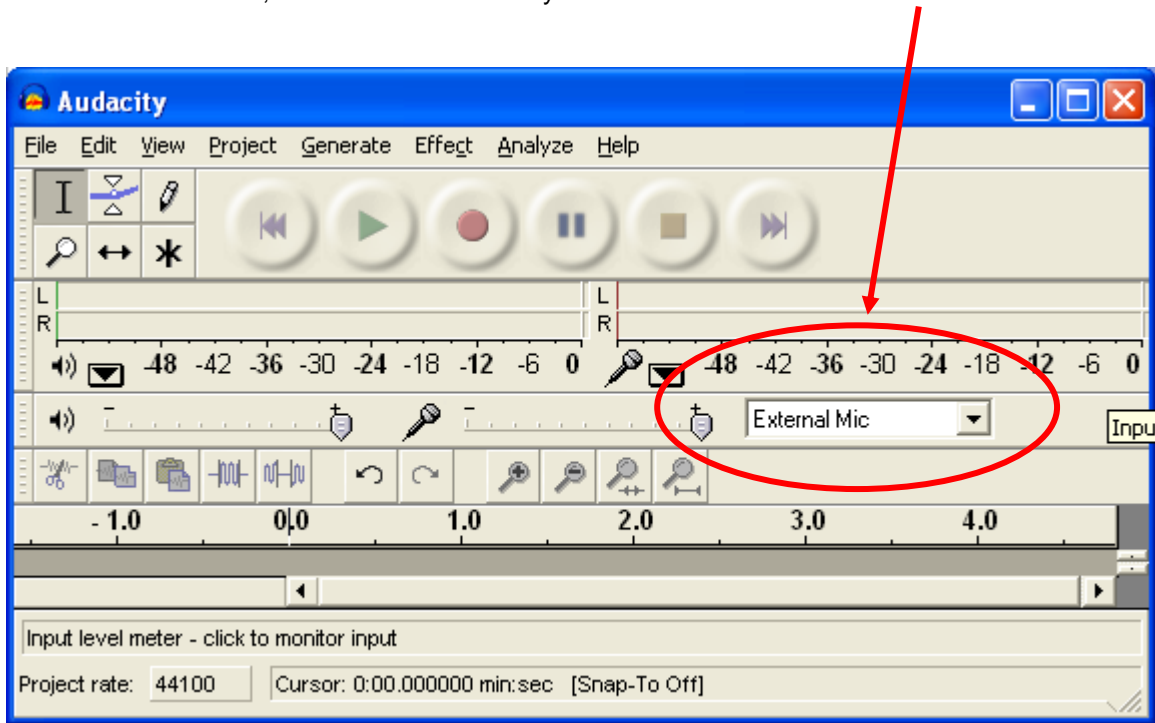 Audacity
File Edit View Project Generate Effect Analyze Help
L L
R R
-48 -42 -36 -30 -24 -18 -12 -6 0 -48 -42 -36 -30 -24 -18 -12 -6 0
External Mic
Inpu
- 1.0 0.0 1.0 2.0 3.0 4.0
Input level meter - click to monitor input
Project rate: 44100 Cursor: 0:00.000000 min:sec [Snap-To Off]